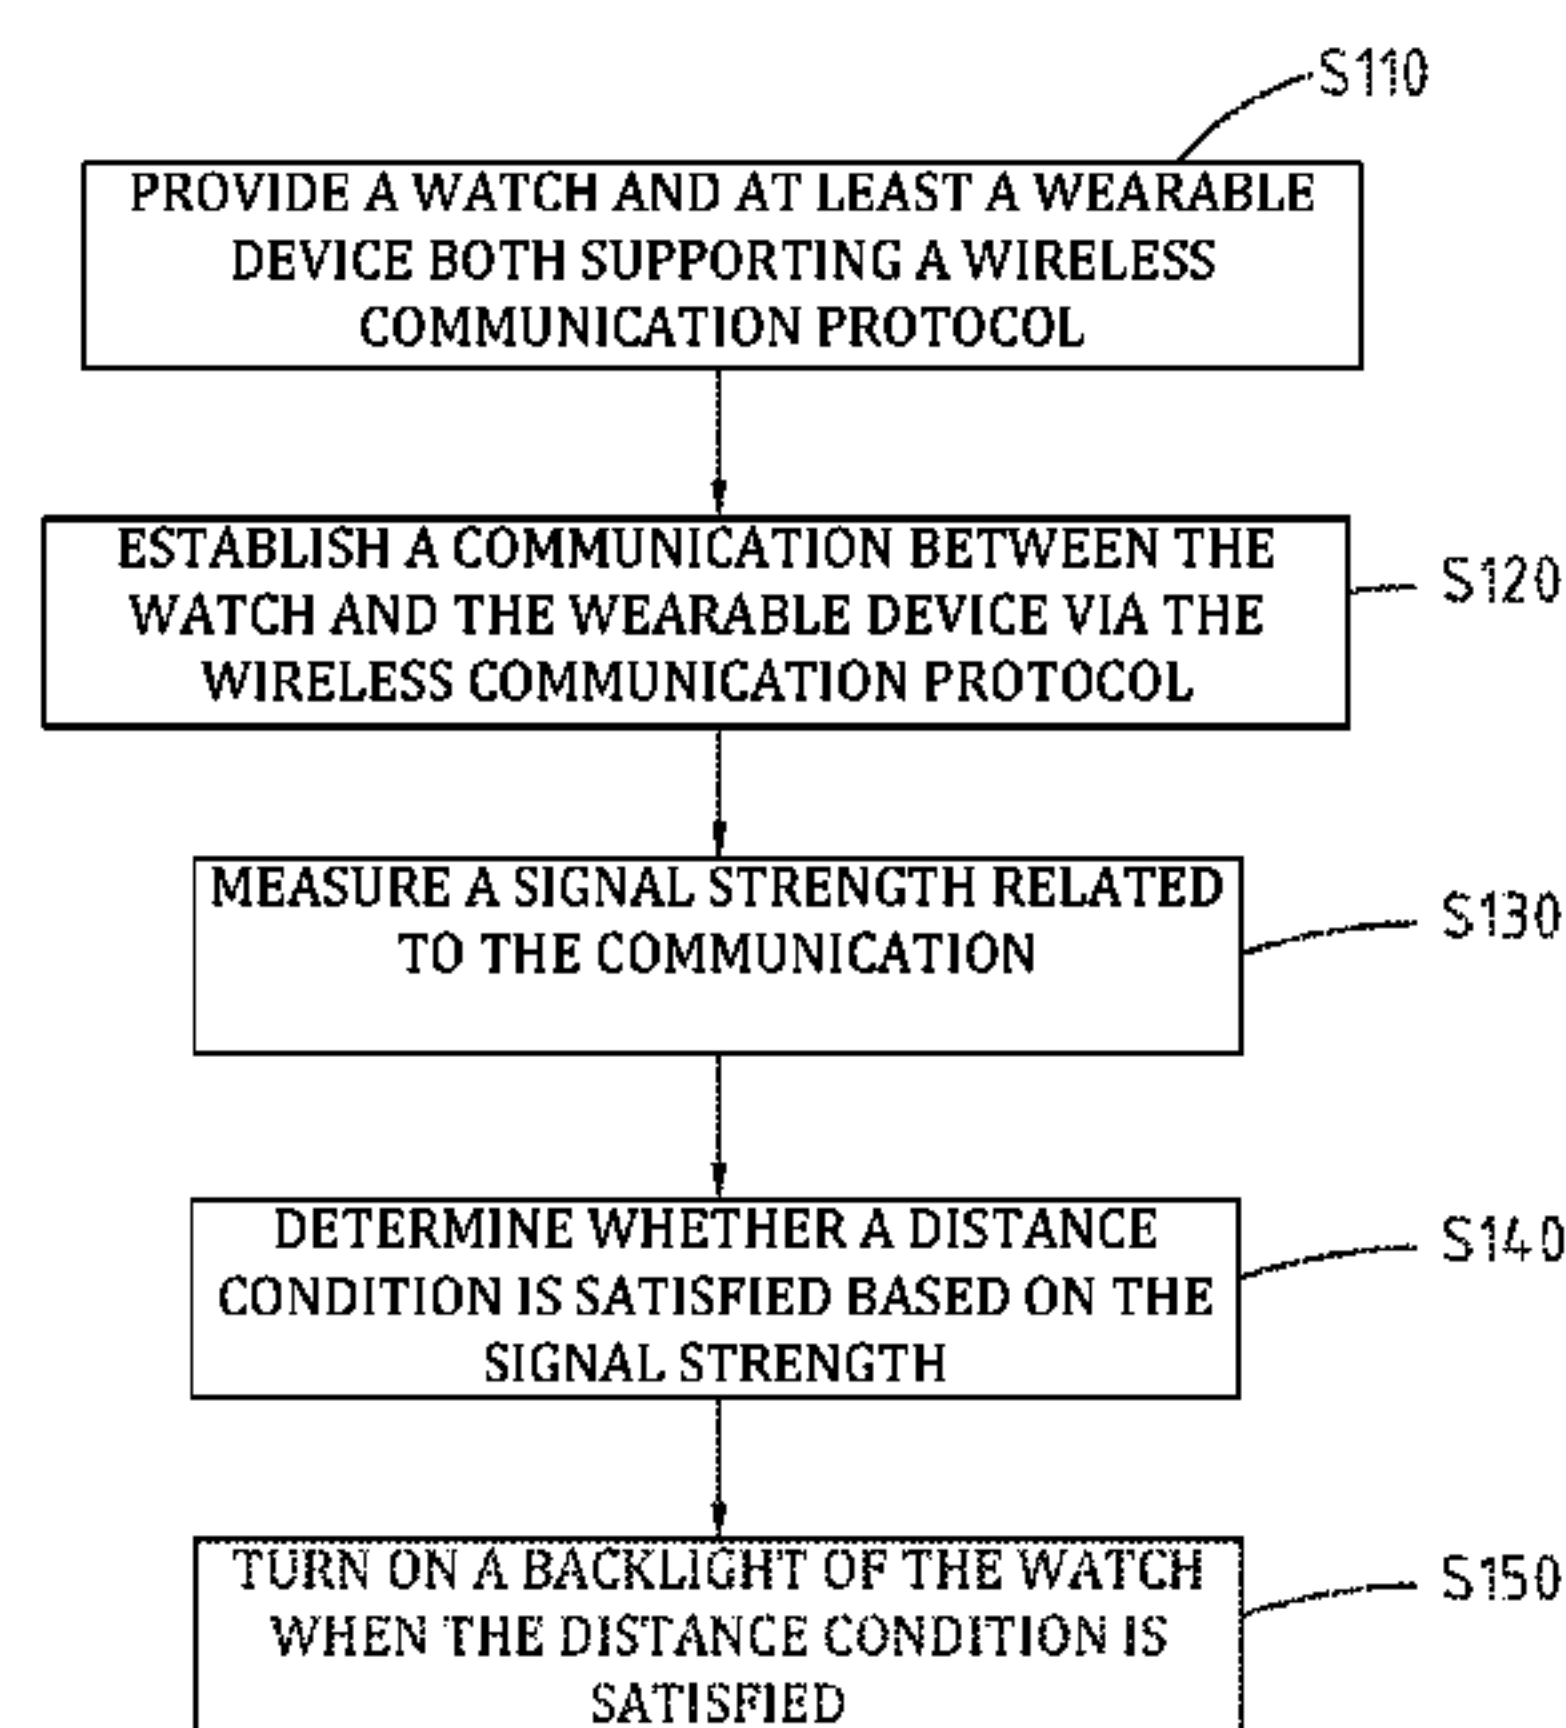 S110
PROVIDE A WATCH AND AT LEAST A WEARABLE
DEVICE BOTH SUPPORTING A WIRELESS
COMMUNICATION PROTOCOL
ESTABLISH A COMMUNICATION BETWEEN THE
WATCH AND THE WEARABLE DEVICE VIA THE
WIRELESS COMMUNICATION PROTOCOL
S120
MEASURE A SIGNAL STRENGTH RELATED
TO THE COMMUNICATION
S130
DETERMINE WHETHER A DISTANCE
CONDITION IS SATISFIED BASED ON THE
SIGNAL STRENGTH
S140
TURN ON A BACKLIGHT OF THE WATCH
WHEN THE DISTANCE CONDITION IS
SATISFIED
S150